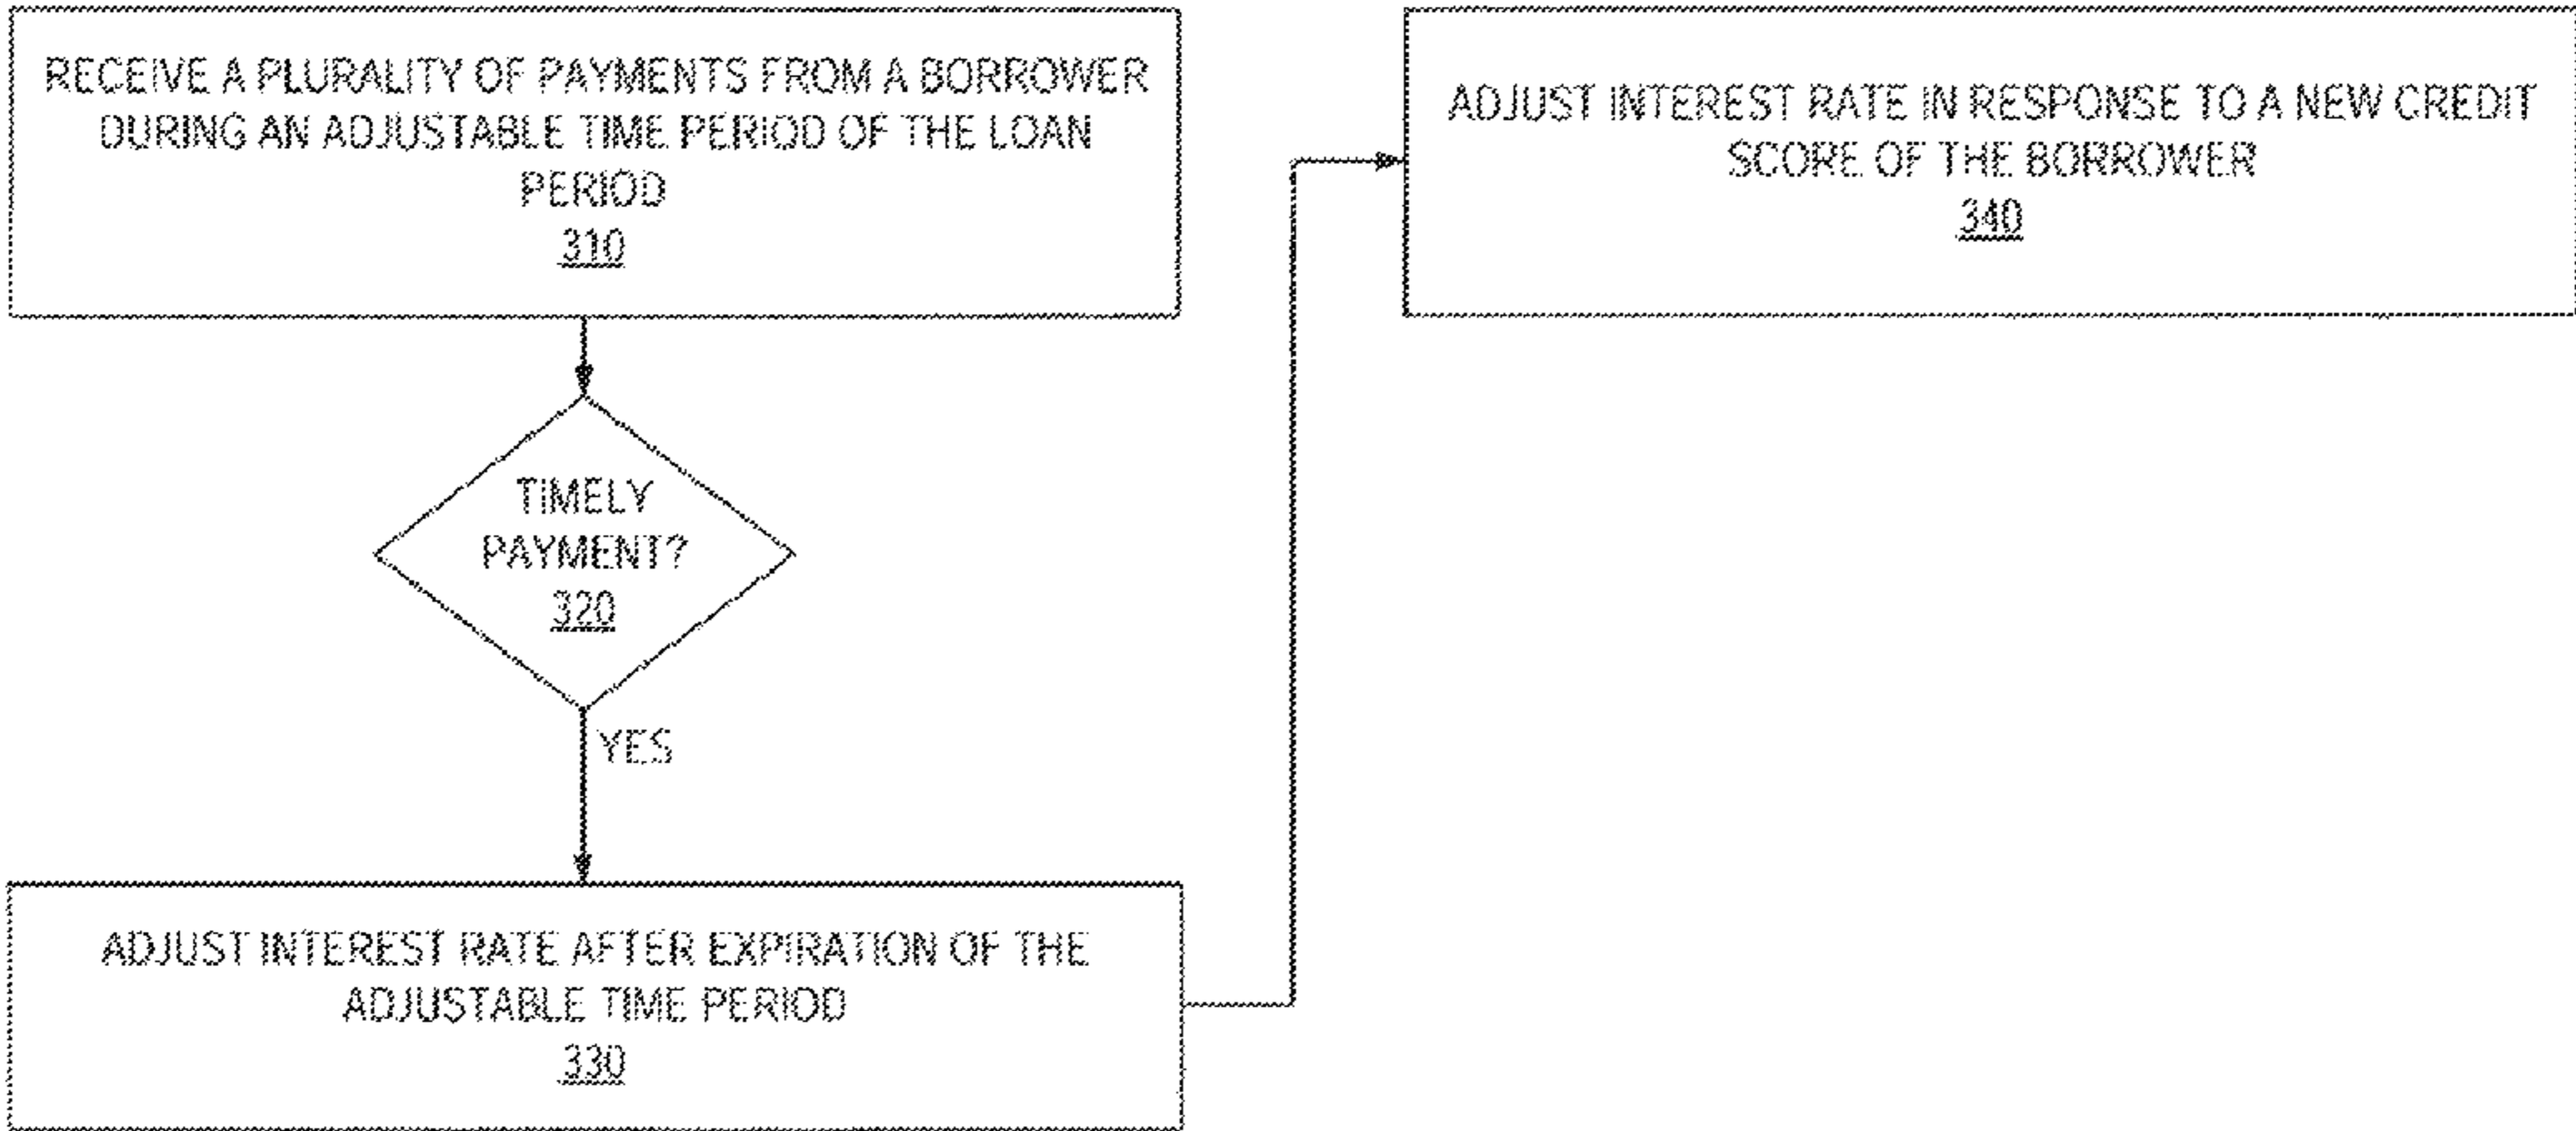 RECEIVE A PLURALITY OF PAYMENTS FROM A BORROWER
DURING AN ADJUSTABLE TIME PERIOD OF THE LOAN
PERIOD
310
TIMELY
PAYMENT?
320
YES
ADJUST INTEREST RATE AFTER EXPIRATION OF THE
ADJUSTABLE TIME PERIOD
330
ADJUST INTEREST RATE IN RESPONSE TO A NEW CREDIT
SCORE OF THE BORROWER
340